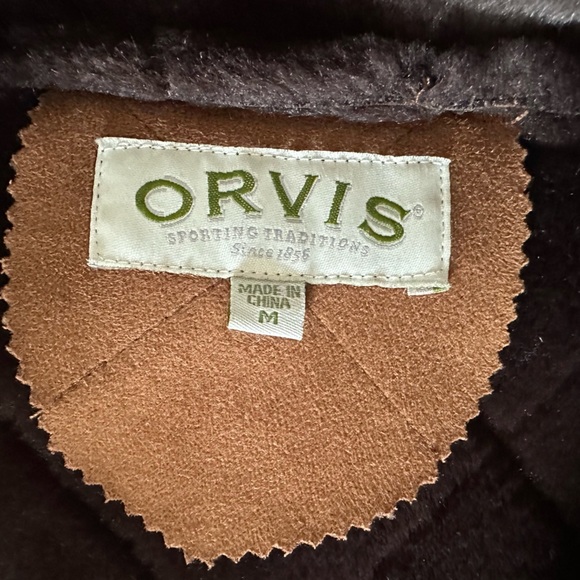 ORVIS®
SPORTING TRADITIONS
Since 1856
MADE IN
CHINA
M